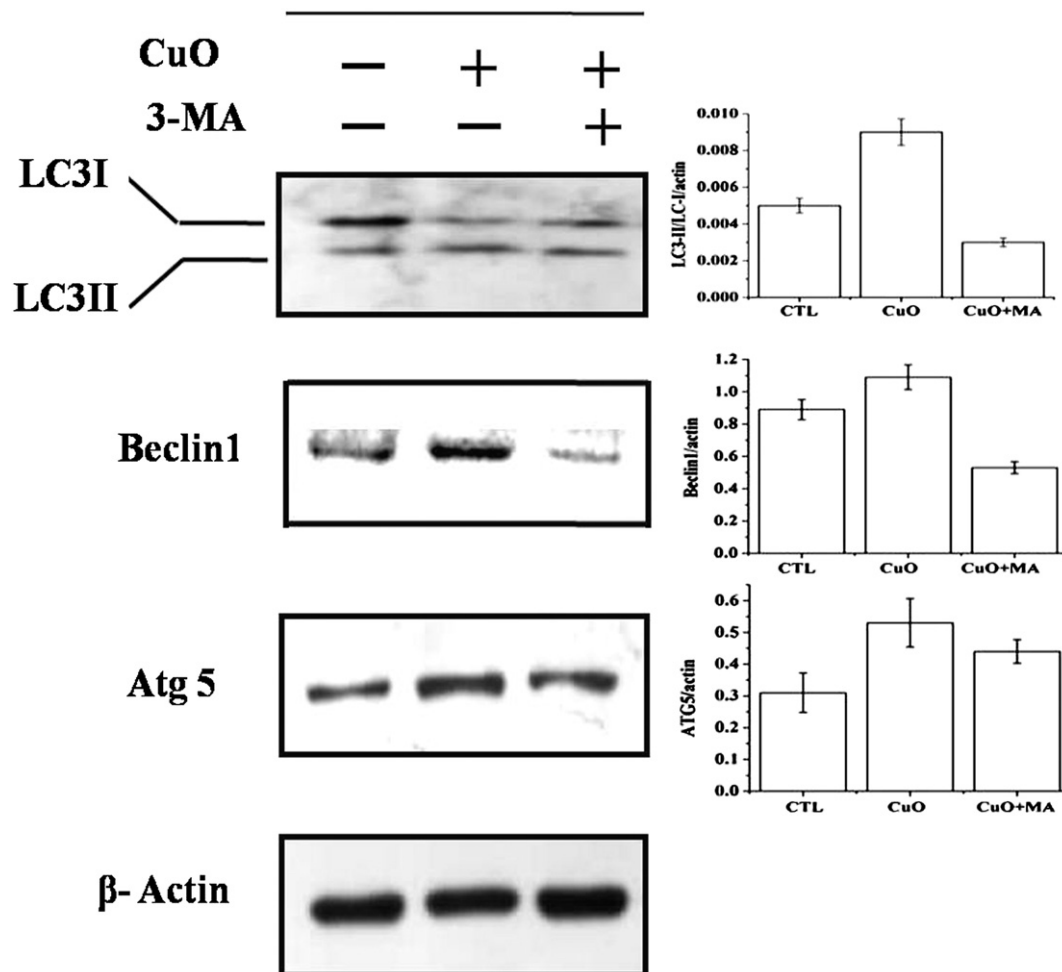 CuO − + +
3-MA − − +
LC3I
LC3II
Beclin1
Atg 5
β- Actin
LC3-II/LC-I/actin
0.010
0.008
0.006
0.004
0.002
0.000
CTL CuO CuO+MA
Beclin1/actin
1.2
1.0
0.8
0.6
0.4
0.2
0.0
CTL CuO CuO+MA
ATG5/actin
0.6
0.5
0.4
0.3
0.2
0.1
0.0
CTL CuO CuO+MA